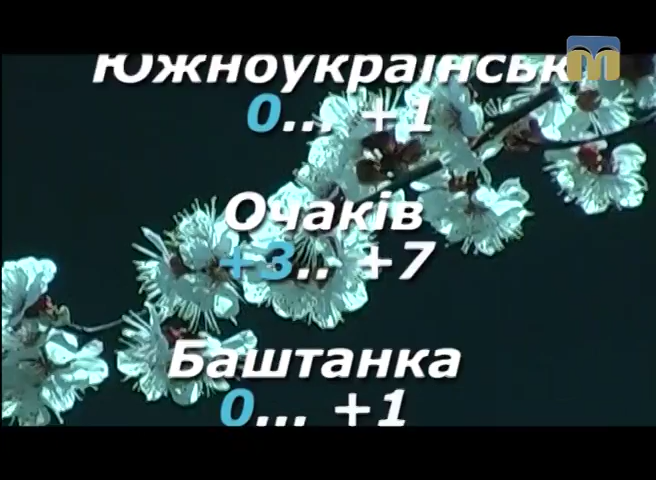 Южноукраїнськ
0... +1
Очаків
+3.. +7
Баштанка
0... +1